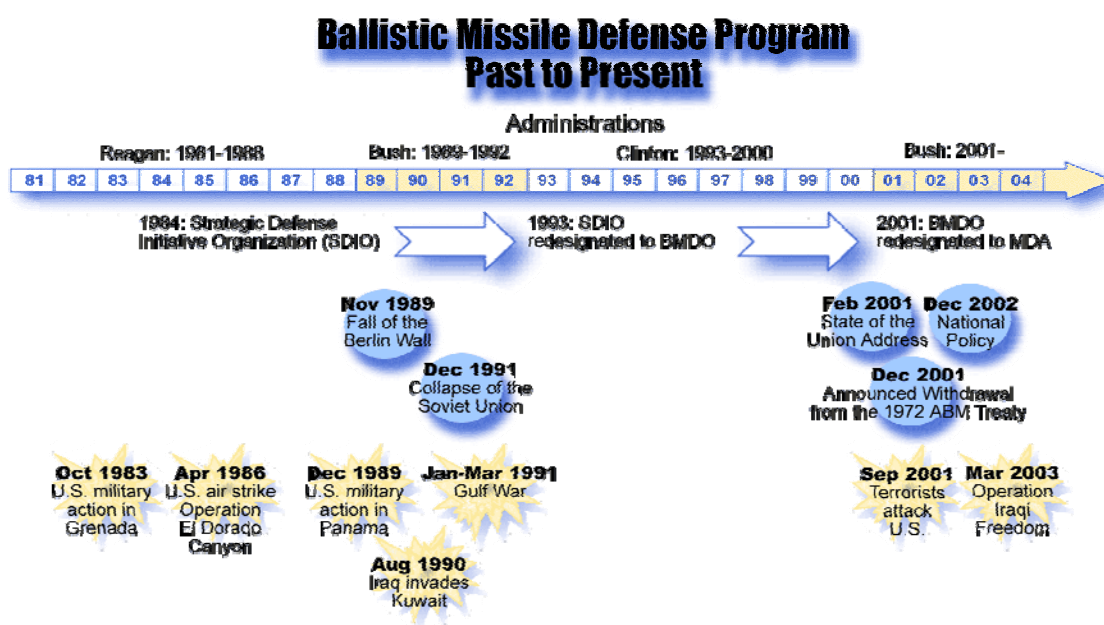 Ballistic Missile Defense Program
Past to Present
Administrations
Reagan: 1981-1988
Bush: 1989-1992
Clinton: 1993-2000
Bush: 2001-
81 82 83 84 85 86 87 88 89 90 91 92 93 94 95 96 97 98 99 00 01 02 03 04
1984: Strategic Defense
Initiative Organization (SDIO)
1993: SDIO
redesignated to BMDO
2001: BMDO
redesignated to MDA
Nov 1989
Fall of the
Berlin Wall
Feb 2001
State of the
Union Address
Dec 2002
National
Policy
Dec 1991
Collapse of the
Soviet Union
Dec 2001
Announced Withdrawal
from the 1972 ABM Treaty
Oct 1983
U.S. military
action in
Grenada
Apr 1986
U.S. air strike
Operation
El Dorado
Canyon
Dec 1989
U.S. military
action in
Panama
Jan-Mar 1991
Gulf War
Sep 2001
Terrorists
attack
U.S.
Mar 2003
Operation
Iraqi
Freedom
Aug 1990
Iraq invades
Kuwait